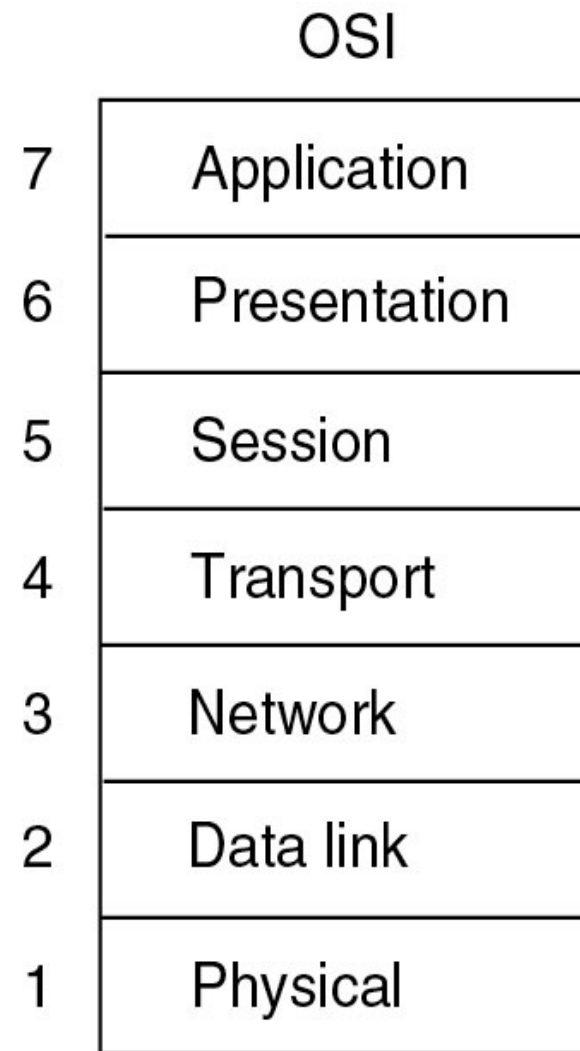 OSI
7 Application
6 Presentation
5 Session
4 Transport
3 Network
2 Data link
1 Physical